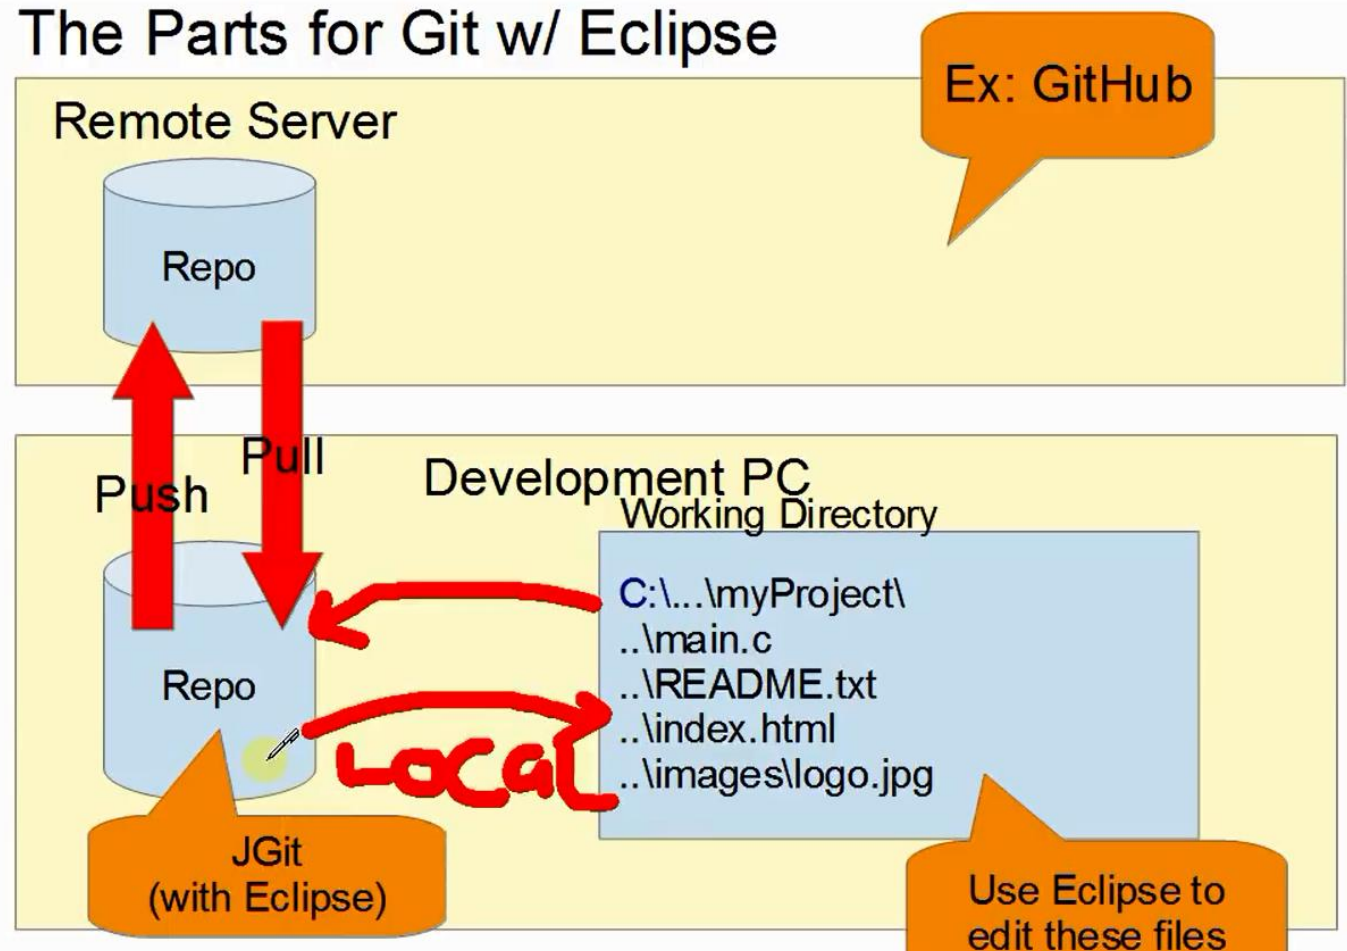 The Parts for Git w/ Eclipse
Ex: GitHub
Remote Server
Repo
Push
Pull
Development PC
Working Directory
C:\...\myProject\
..\main.c
..\README.txt
..\index.html
..\images\logo.jpg
Repo
LOCaL
JGit
(with Eclipse)
Use Eclipse to
edit these files